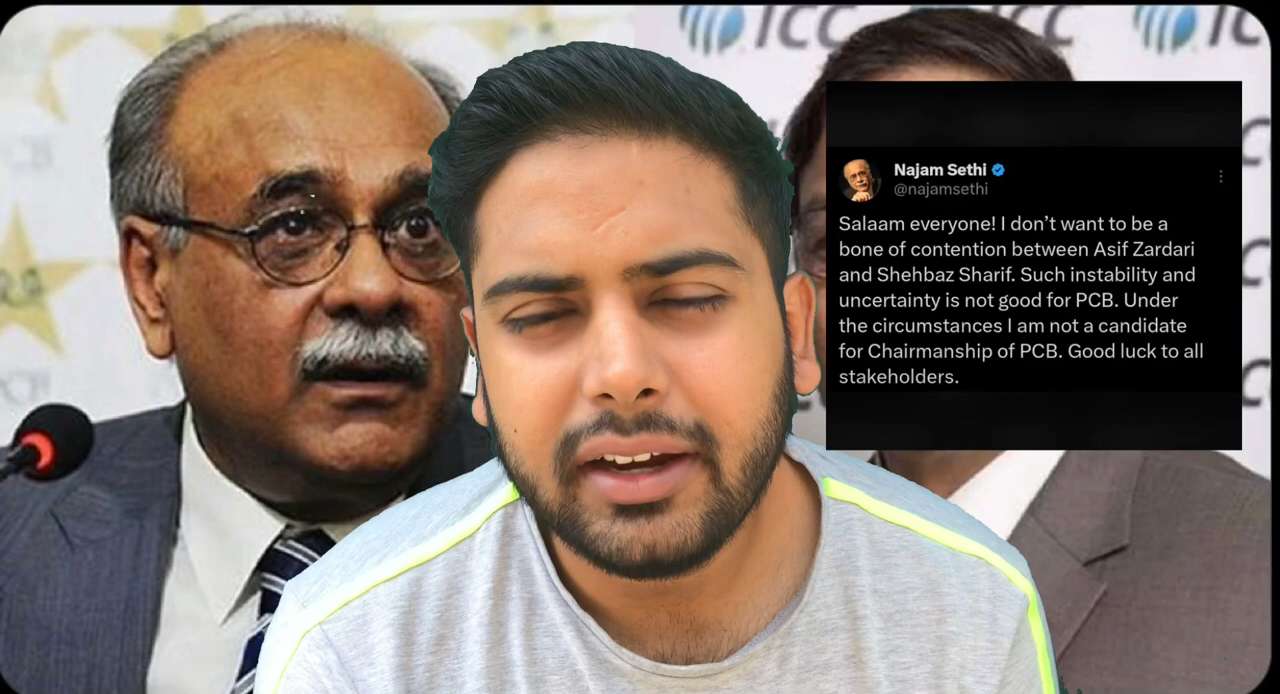 ICC
ICC
IC
Najam Sethi
@najamsethi
Salaam everyone! I don’t want to be a
bone of contention between Asif Zardari
and Shehbaz Sharif. Such instability and
uncertainty is not good for PCB. Under
the circumstances I am not a candidate
for Chairmanship of PCB. Good luck to all
stakeholders.